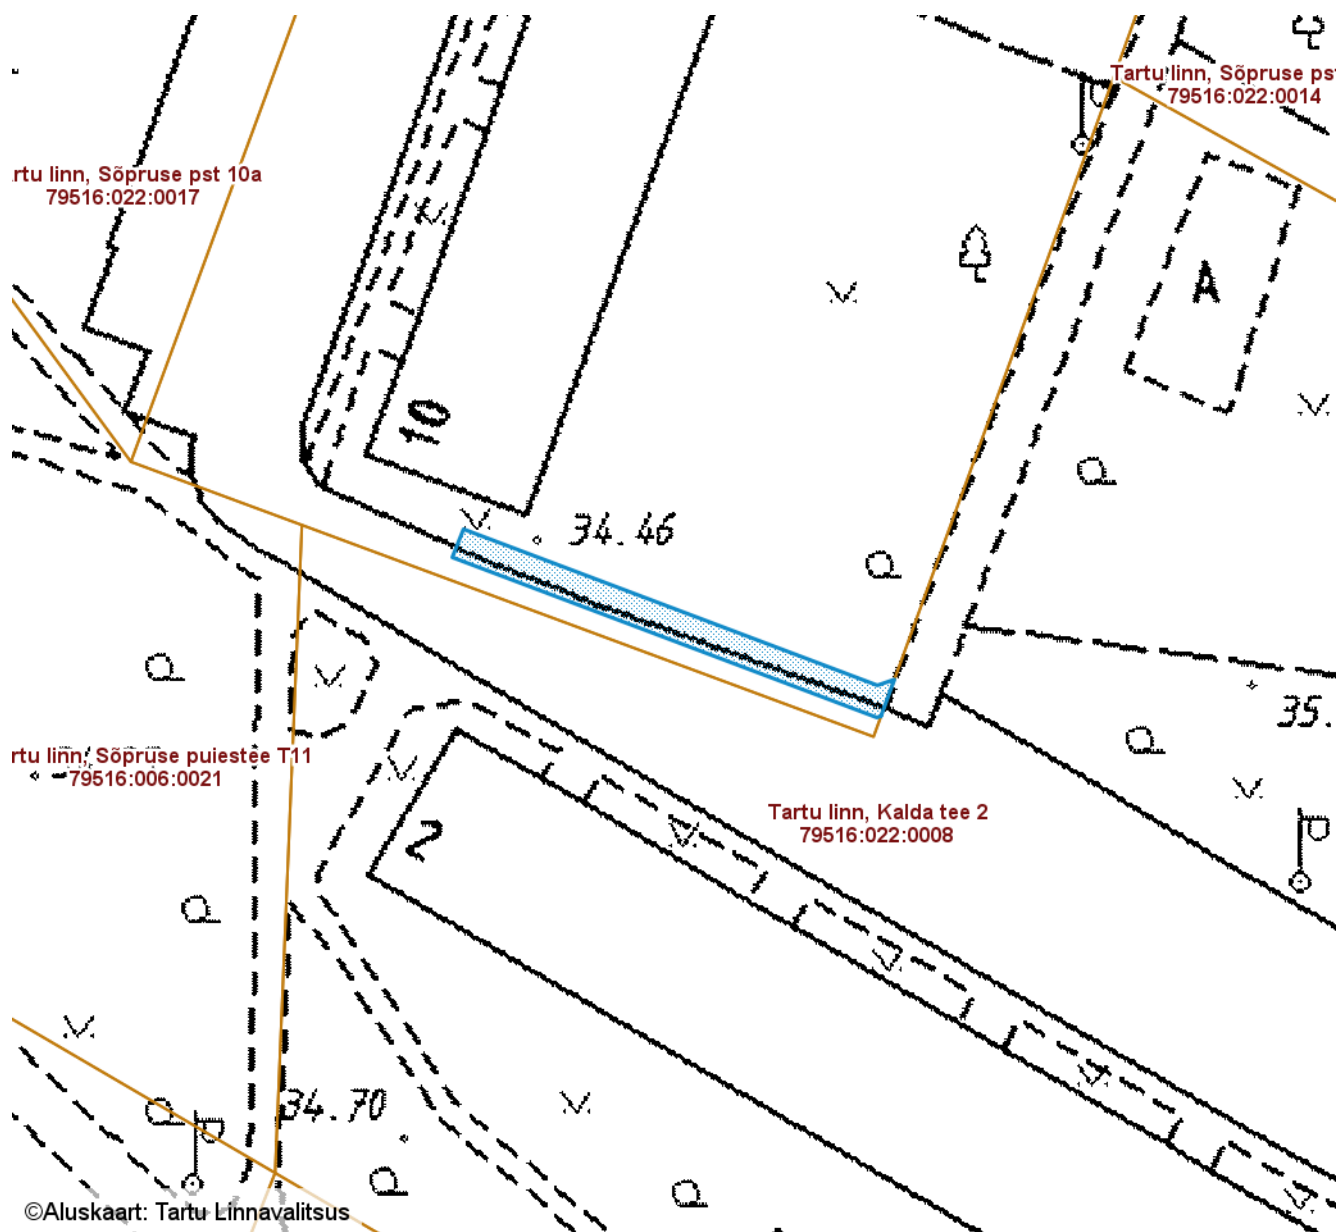 Tartu linn, Sõpruse pst
79516:022:0014
rtu linn, Sõpruse pst 10a
79516:022:0017
A
10
34.46
35.
rtu linn, Sõpruse puiestee T11
79516:006:0021
Tartu linn, Kalda tee 2
79516:022:0008
2
34.70
©Aluskaart: Tartu Linnavalitsus